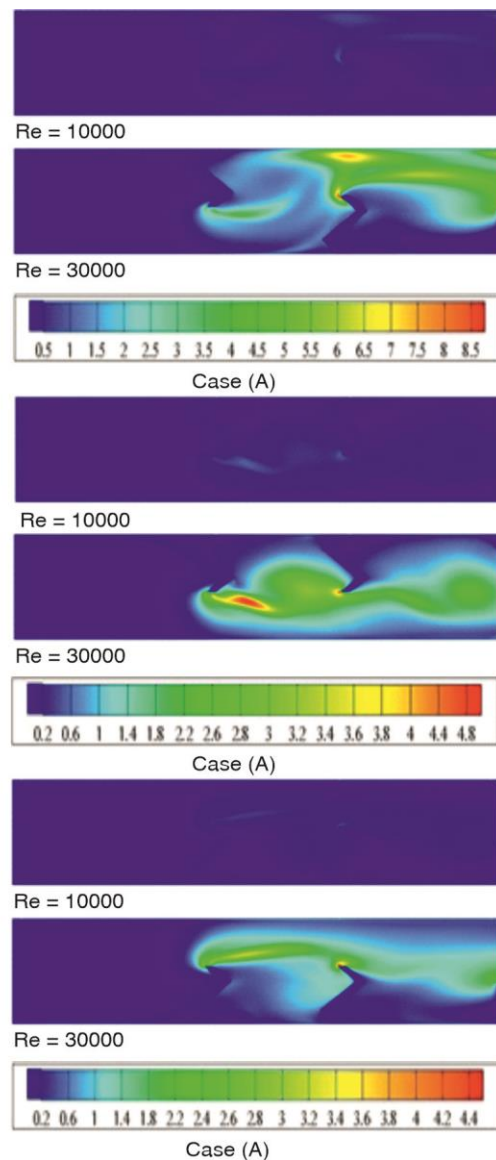 Re = 10000
Re = 30000
0.5 1 1.5 2 2.5 3 3.5 4 4.5 5 5.5 6 6.5 7 7.5 8 8.5
Case (A)
Re = 10000
Re = 30000
0.2 0.6 1 1.4 1.8 2.2 2.6 2.8 3 3.2 3.4 3.6 3.8 4 4.4 4.8
Case (A)
Re = 10000
Re = 30000
0.2 0.6 1 1.4 1.8 2 2.4 2.6 2.8 3 3.2 3.4 3.6 3.8 4 4.4
Case (A)